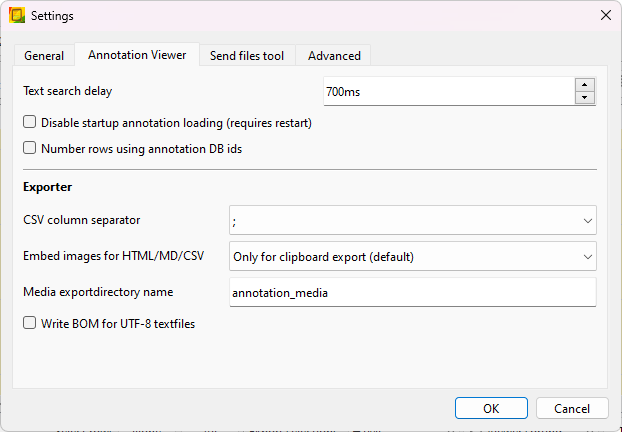 Settings
General Annotation Viewer Send files tool Advanced
Text search delay 700ms
Disable startup annotation loading (requires restart)
Number rows using annotation DB ids
Exporter
CSV column separator ;
Embed images for HTML/MD/CSV Only for clipboard export (default)
Media exportdirectory name annotation_media
Write BOM for UTF-8 textfiles
OK Cancel